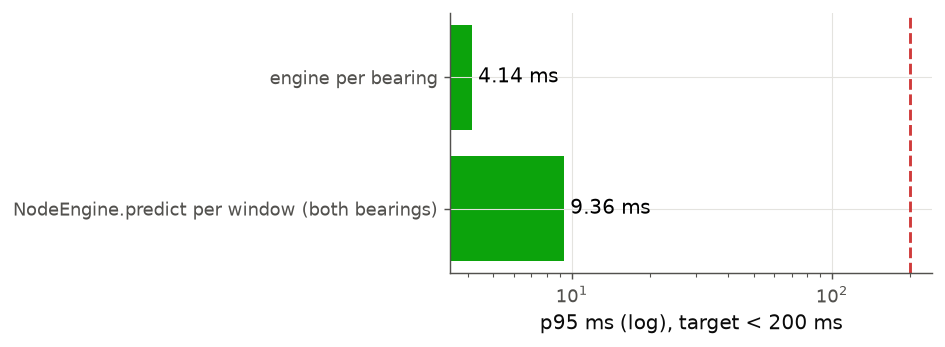 engine per bearing
4.14 ms
NodeEngine.predict per window (both bearings)
9.36 ms
10¹
10²
p95 ms (log), target < 200 ms